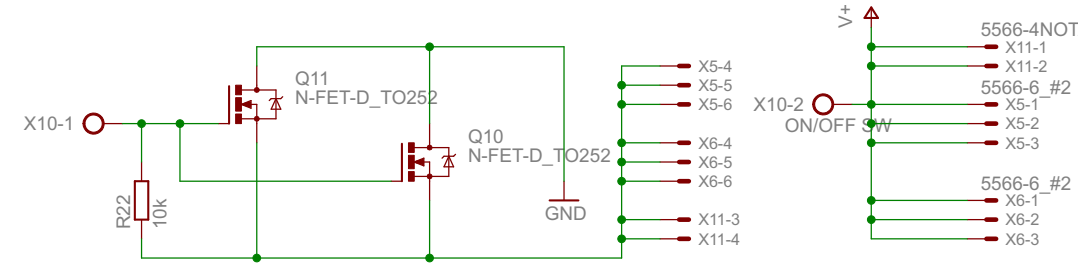 V+
5566-4NOT
X11-1
X11-2
5566-6_#2
X10-2
X5-1
ON/OFF SW
X5-2
X5-3
5566-6_#2
X6-1
X6-2
X6-3
Q11
N-FET-D_TO252
X10-1
Q10
N-FET-D_TO252
R22
10k
GND
X5-4
X5-5
X5-6
X6-4
X6-5
X6-6
X11-3
X11-4